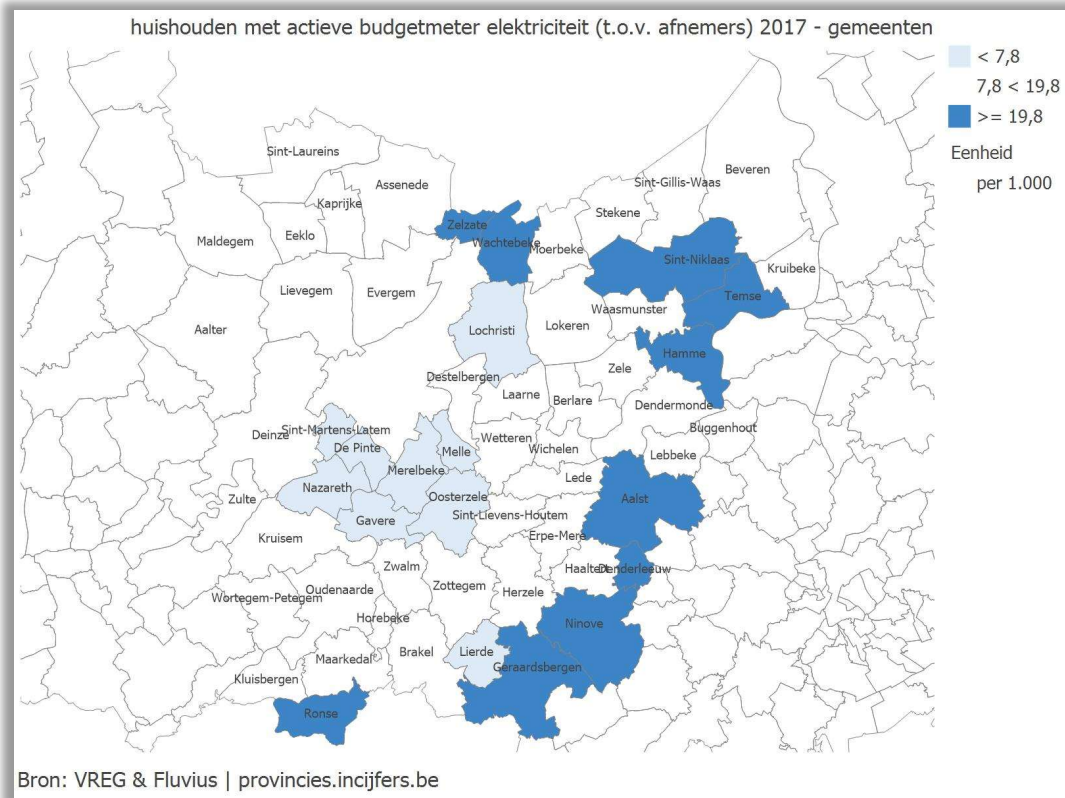 huishouden met actieve budgetmeter elektriciteit (t.o.v. afnemers) 2017 - gemeenten
< 7,8
7,8 < 19,8
>= 19,8
Eenheid
per 1.000
Sint-Laureins
Beveren
Assenede
Sint-Gillis-Waas
Kaprijke
Stekene
Zelzate
Eeklo
Maldegem
Wachtebeke
Moerbeke
Sint-Niklaas
Kruibeke
Lievegem
Evergem
Temse
Waasmunster
Aalter
Lochristi
Lokeren
Hamme
Zele
Destelbergen
Laarne
Berlare
Dendermonde
Buggenhout
Sint-Martens-Latem
Deinze
De Pinte
Wetteren
Melle
Wichelen
Lebbeke
Merelbeke
Lede
Nazareth
Zulte
Oosterzele
Aalst
Gavere
Sint-Lievens-Houtem
Kruisem
Erpe-Mere
Zwalm
Haaltert
Denderleeuw
Zottegem
Oudenaarde
Herzele
Wortegem-Petegem
Horebeke
Ninove
Brakel
Lierde
Maarkedal
Geraardsbergen
Kluisbergen
Ronse
Bron: VREG & Fluvius | provincies.incijfers.be